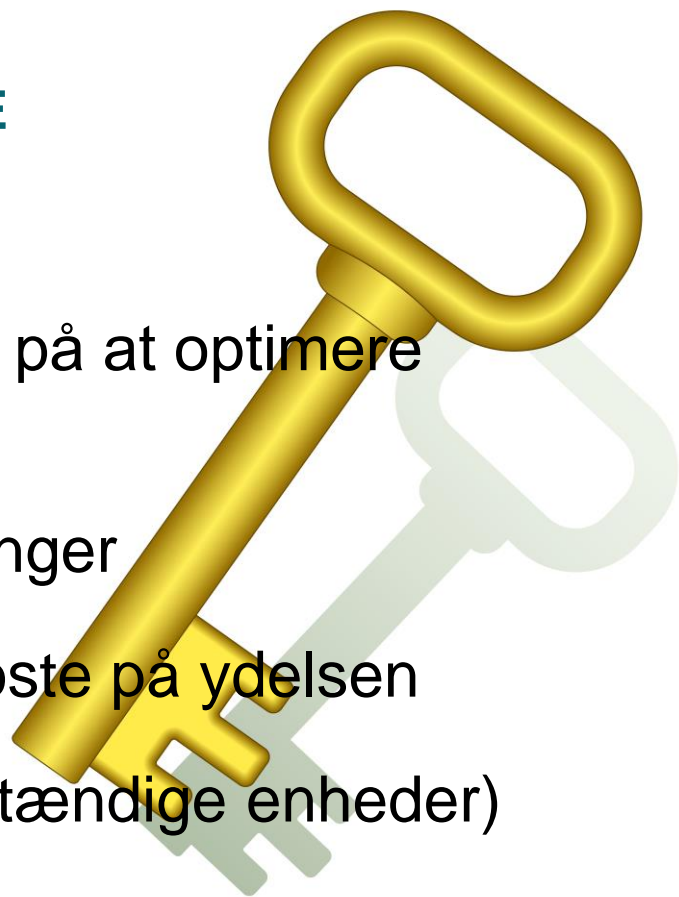 E
på at optimere
nger
oste på ydelsen
tændige enheder)